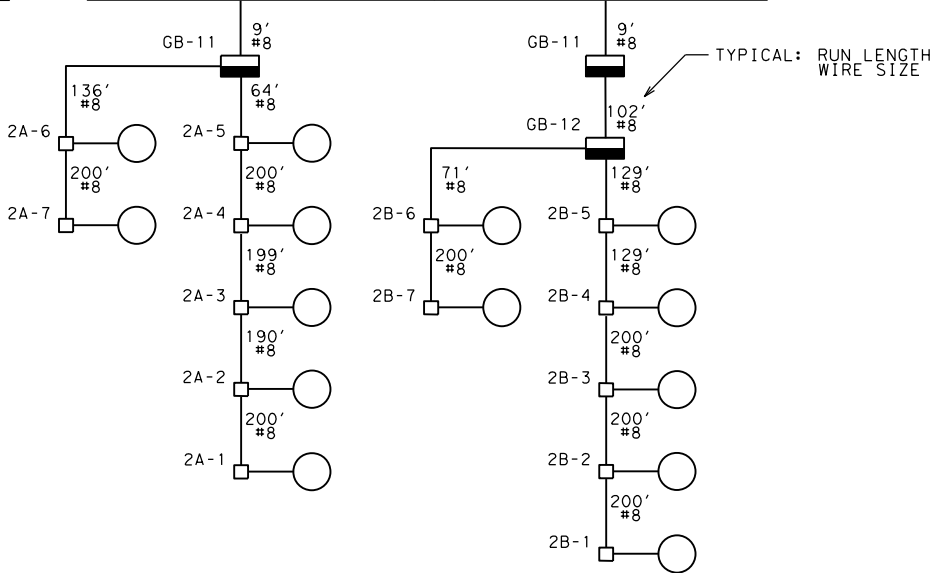 9'
#8
GB-11
136'
#8
64'
#8
2A-6
2A-5
200'
#8
200'
#8
2A-7
2A-4
199'
#8
2A-3
190'
#8
2A-2
200'
#8
2A-1
9'
#8
GB-11
TYPICAL: RUN LENGTH
WIRE SIZE
102'
#8
GB-12
71'
#8
129'
#8
2B-6
2B-5
200'
#8
129'
#8
2B-7
2B-4
200'
#8
2B-3
200'
#8
2B-2
200'
#8
2B-1